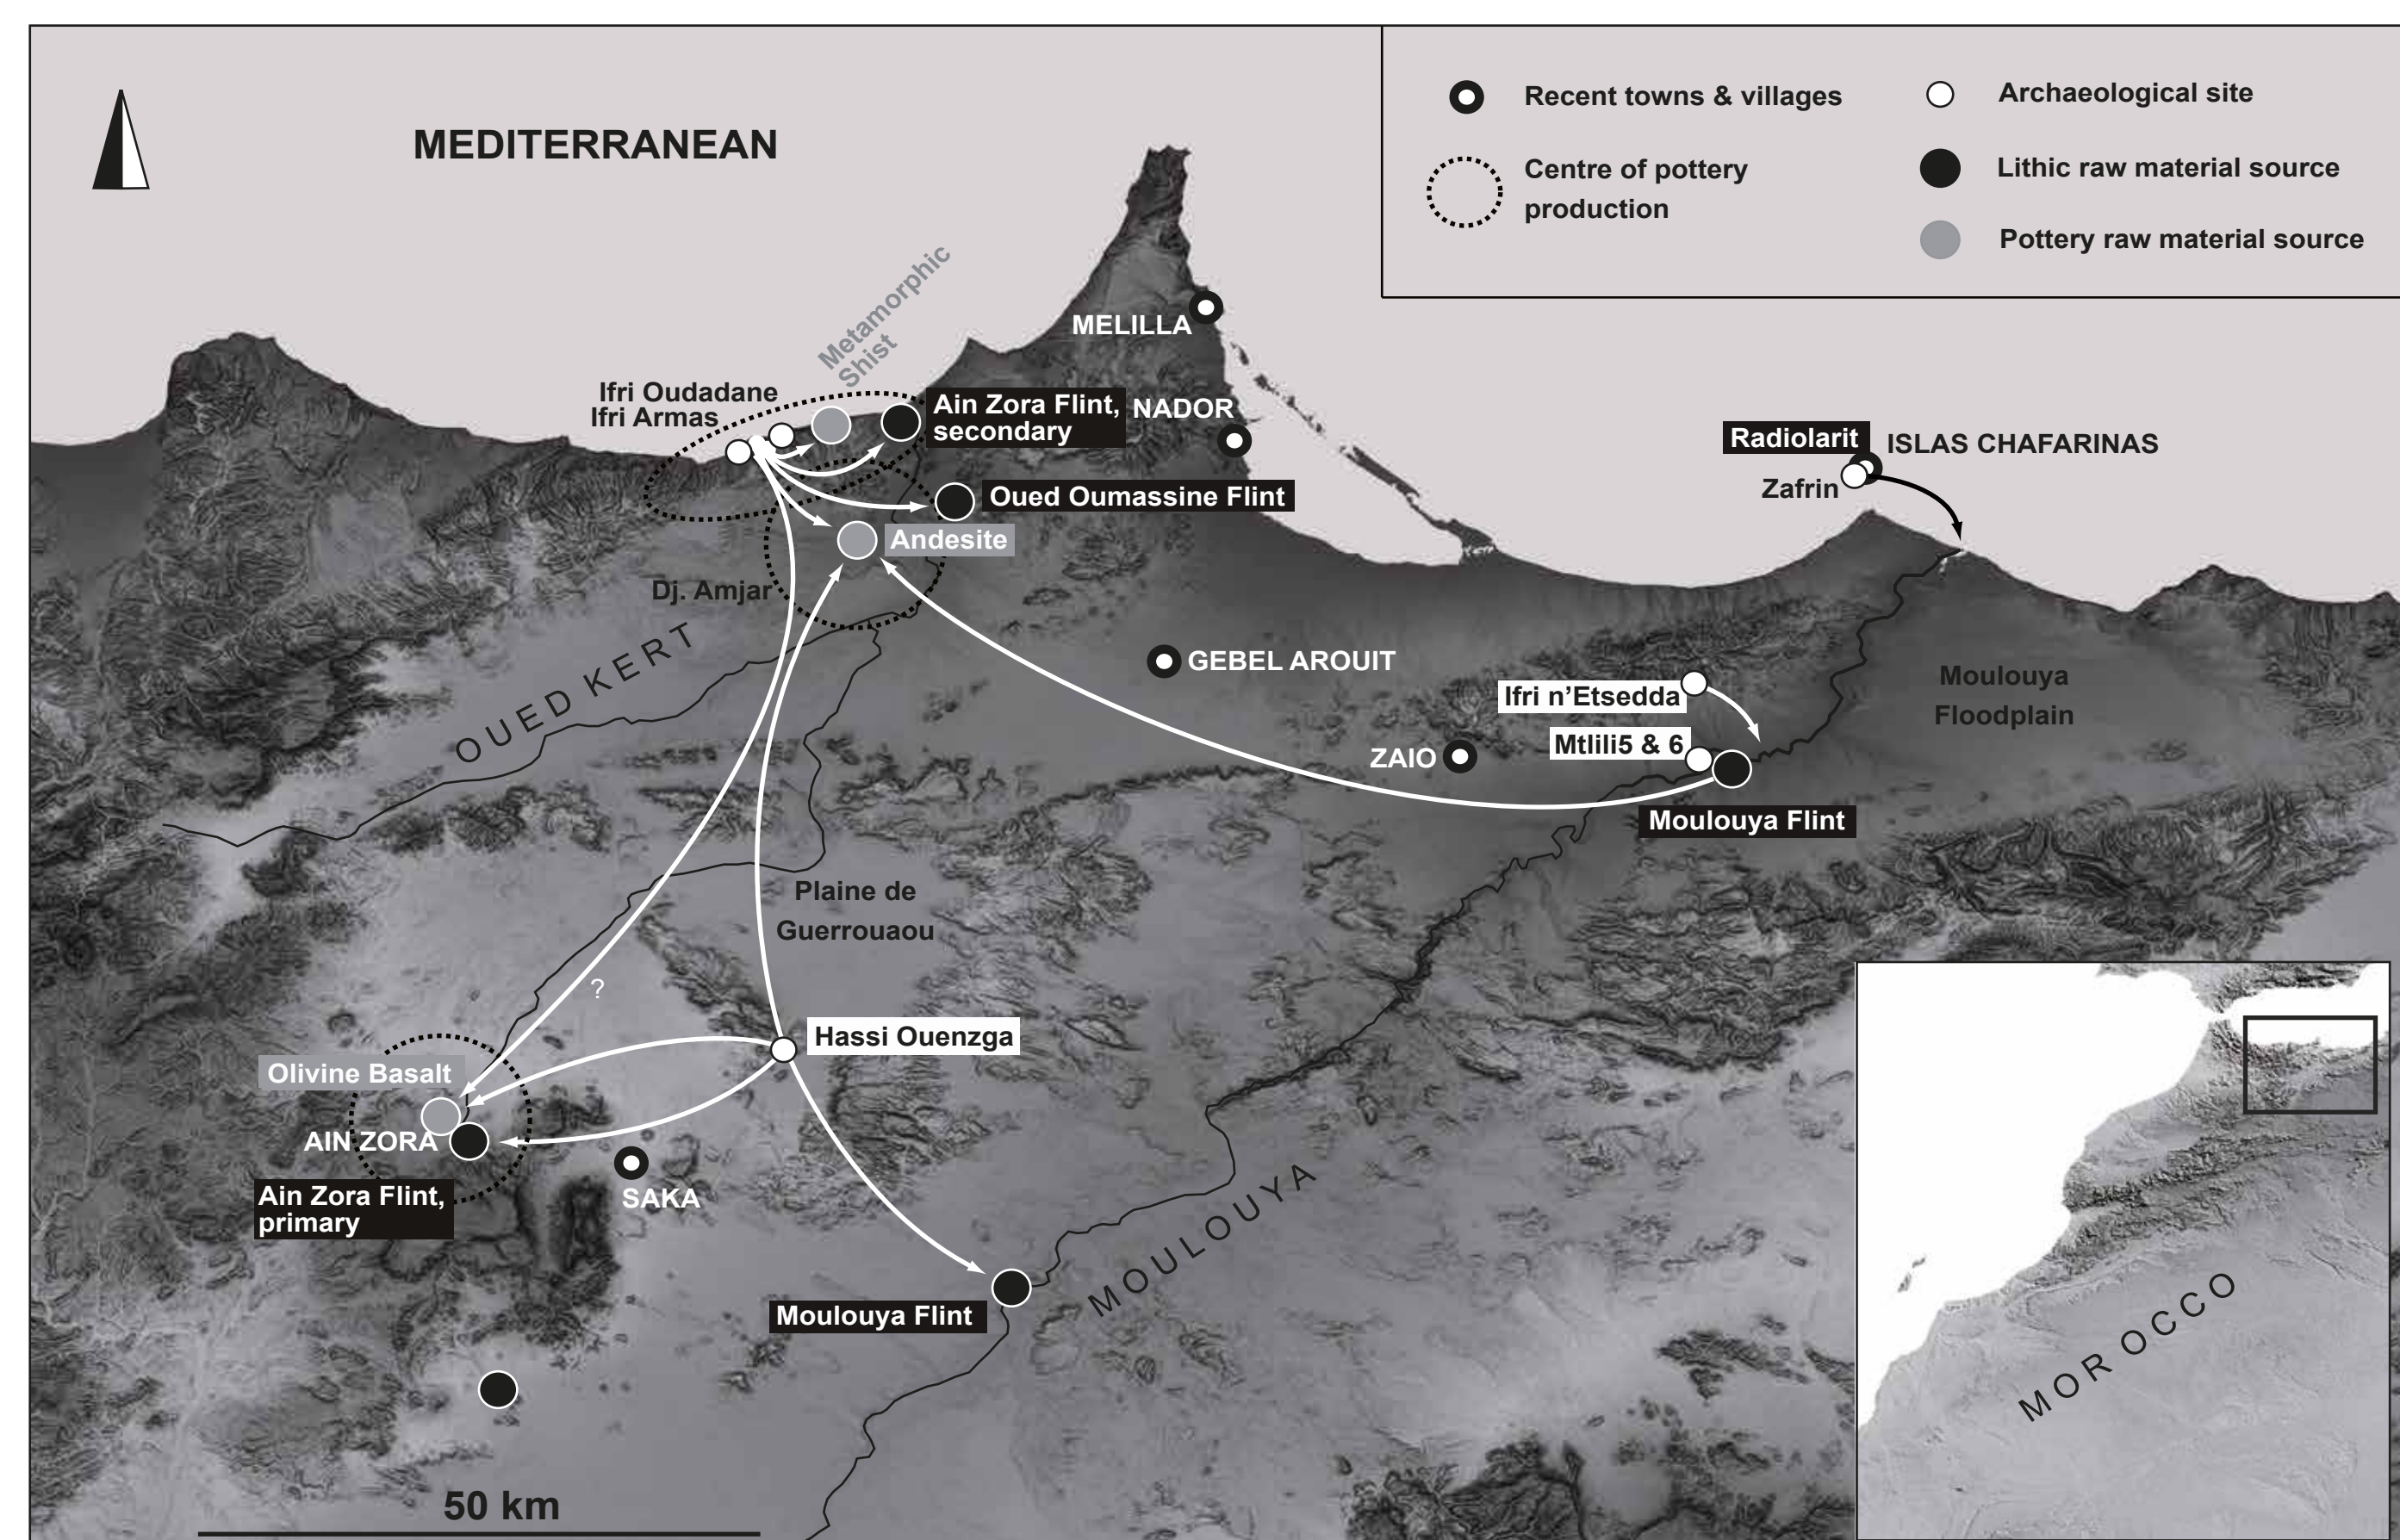 MEDITERRANEAN
Recent towns & villages
Centre of pottery
production
Archaeological site
Lithic raw material source
Pottery raw material source
Metamorphic
Shist
MELILLA
Ifri Oudadane
Ifri Armas
Ain Zora Flint,
secondary
NADOR
Radiolarit
ISLAS CHAFARINAS
Zafrin
Oued Oumassine Flint
Andesite
Dj. Amjar
OUED KERT
GEBEL AROUIT
Ifri n’Etsedda
Moulouya
Floodplain
Mtlili5 & 6
ZAIO
Moulouya Flint
Plaine de
Guerrouaou
?
Hassi Ouenzga
Olivine Basalt
AIN ZORA
Ain Zora Flint,
primary
SAKA
MOULOUYA
Moulouya Flint
MOR OCCO
50 km